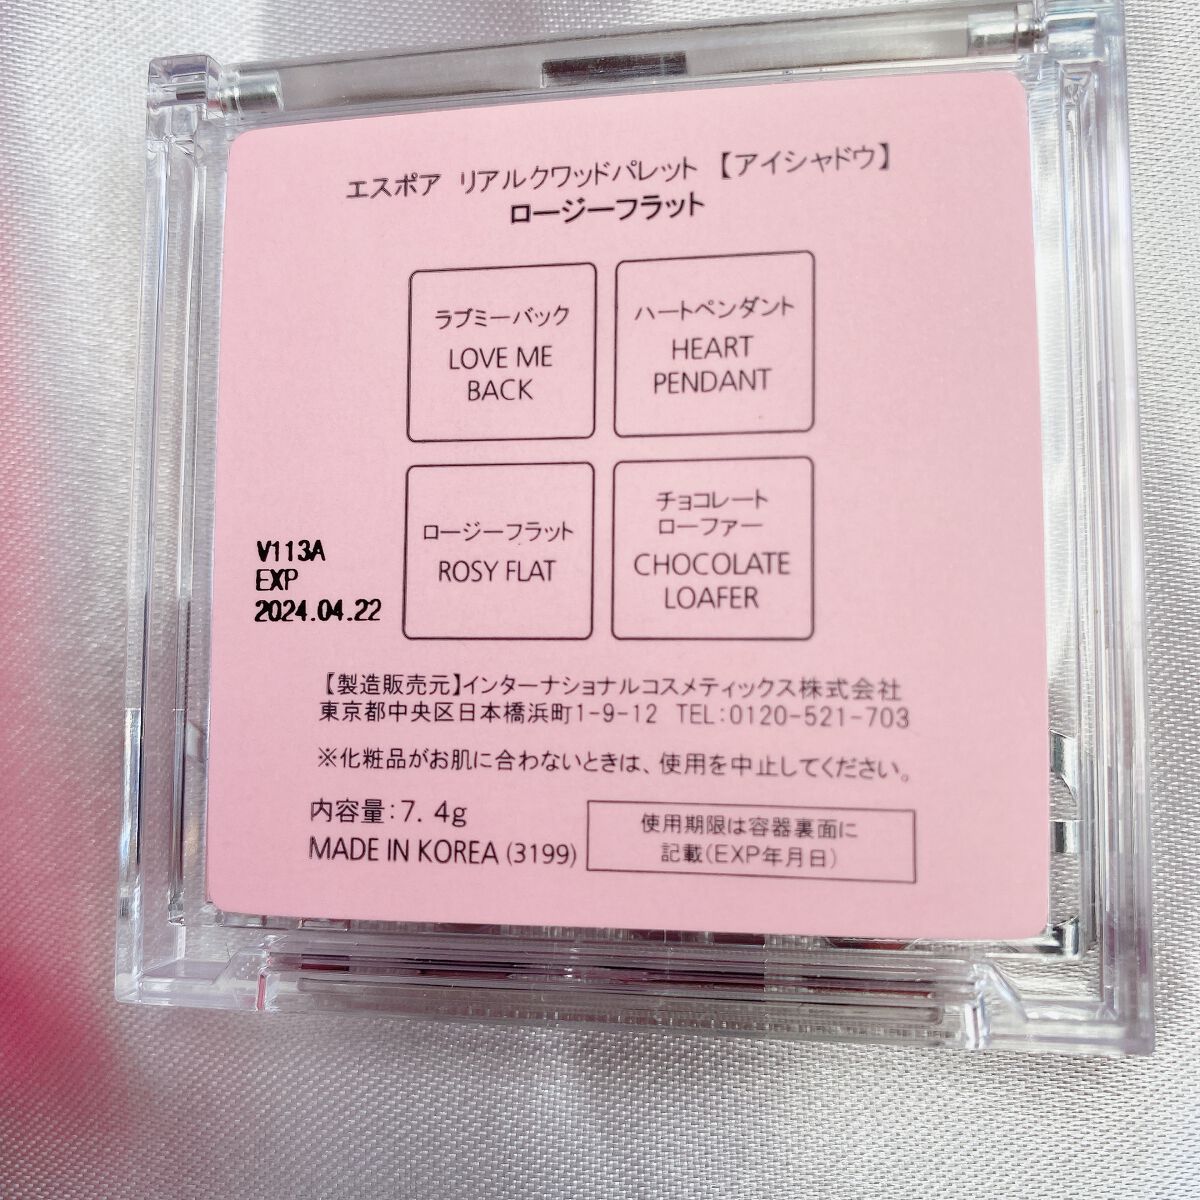 エスポア リアルクワッドパレット 【アイシャドウ】
ロージーフラット
ラブミーバック
LOVE ME
BACK
ハートペンダント
HEART
PENDANT
ロージーフラット
ROSY FLAT
チョコレート
ローファー
CHOCOLATE
LOAFER
V113A
EXP
2024.04.22
【製造販売元】インターナショナルコスメティックス株式会社
東京都中央区日本橋浜町1-9-12 TEL:0120-521-703
※化粧品がお肌に合わないときは、使用を中止してください。
内容量:7.4g
MADE IN KOREA (3199)
使用期限は容器裏面に
記載(EXP年月日)